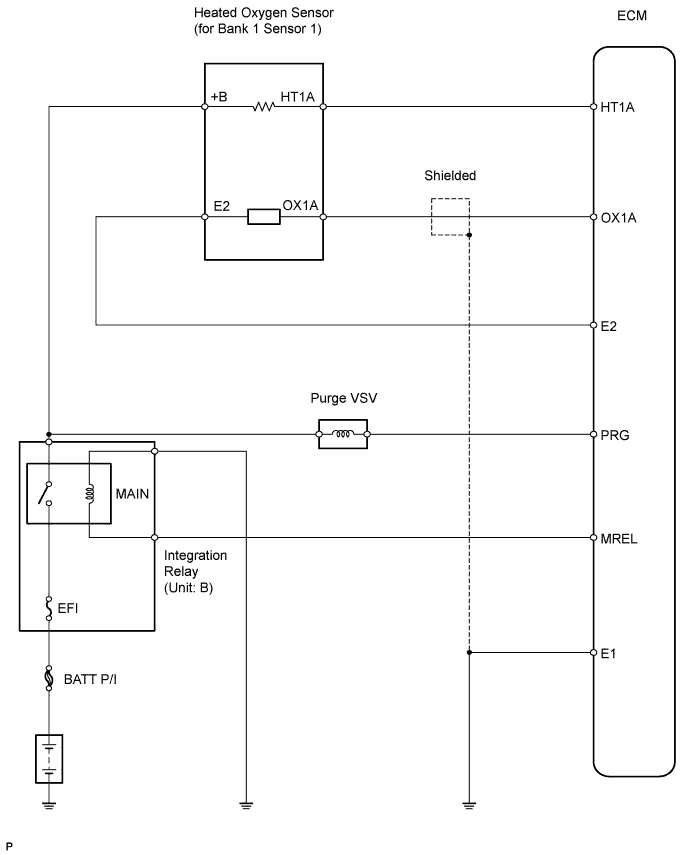 Heated Oxygen Sensor
(for Bank 1 Sensor 1)
ECM
+B
HT1A
HT1A
Shielded
E2
OX1A
OX1A
E2
Purge VSV
PRG
MAIN
MREL
Integration
Relay
(Unit: B)
EFI
E1
BATT P/I
P